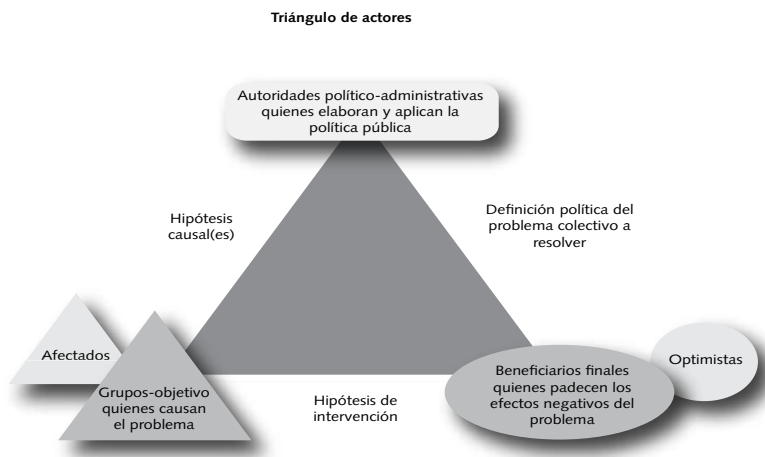 Triángulo de actores
Autoridades político-administrativas
quienes elaboran y aplican la
política pública
Hipótesis
causal(es)
Definición política del
problema colectivo a
resolver
Afectados
Grupos-objetivo
quienes causan
el problema
Hipótesis de
intervención
Beneficiarios finales
quienes padecen los
efectos negativos del
problema
Optimistas